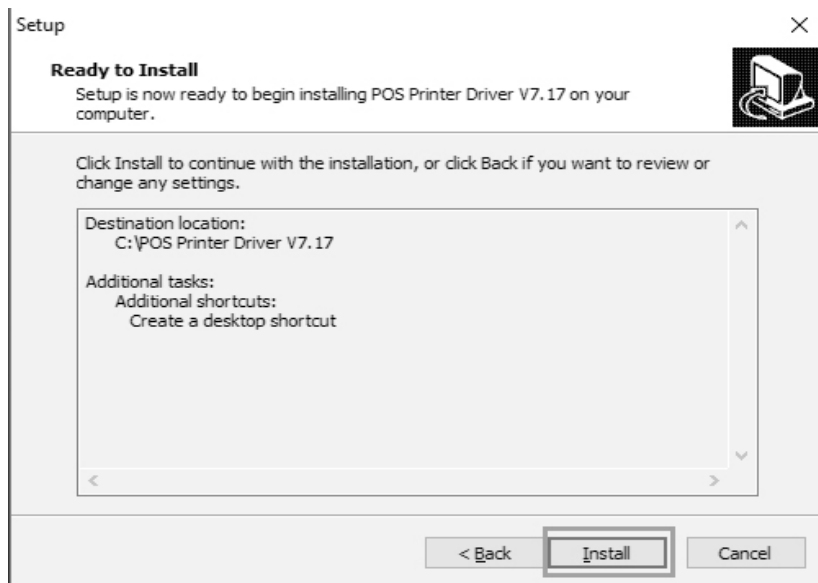 Setup
Ready to Install
Setup is now ready to begin installing POS Printer Driver V7.17 on your
computer.
Click Install to continue with the installation, or click Back if you want to review or
change any settings.
Destination location:
C:\POS Printer Driver V7.17
Additional tasks:
Additional shortcuts:
Create a desktop shortcut
< Back
Install
Cancel